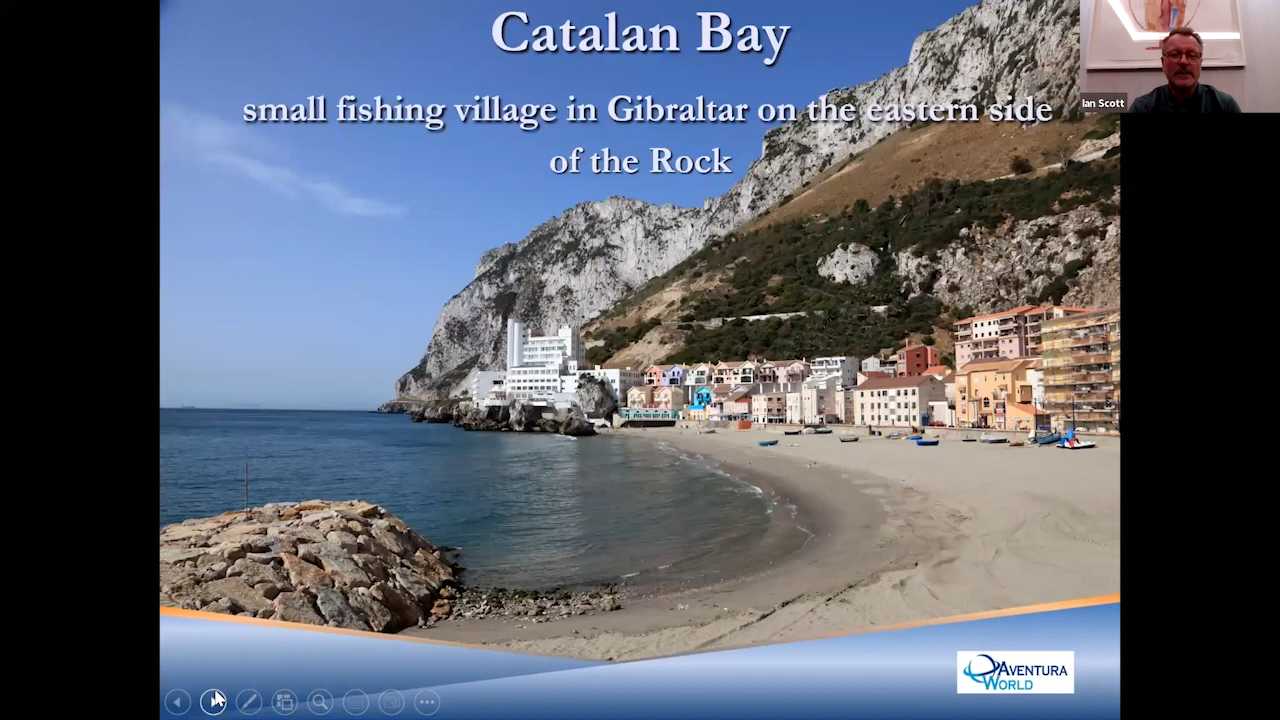 Catalan Bay
small fishing village in Gibraltar on the eastern side
of the Rock
Ian Scott
AVENTURA
WORLD